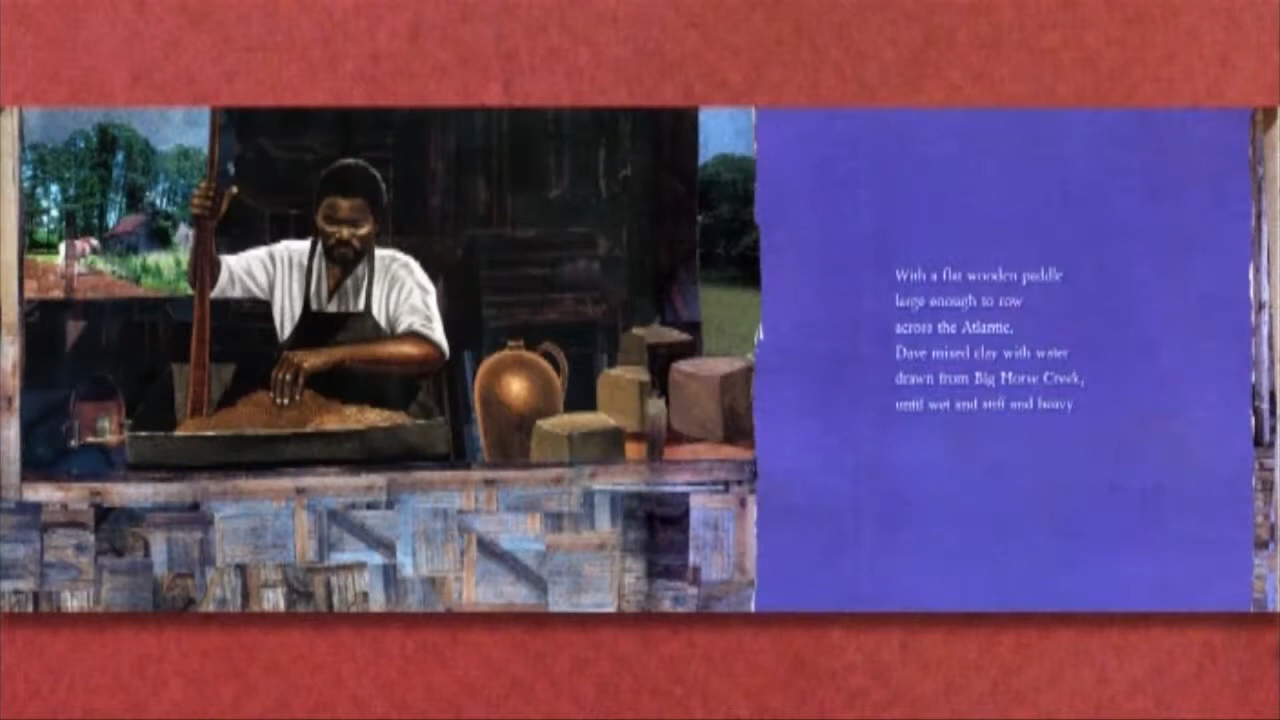 With a flat wooden paddle
large enough to row
across the Atlantic,
Dave mixed clay with water
drawn from Big Horse Creek,
until wet and stiff and heavy.